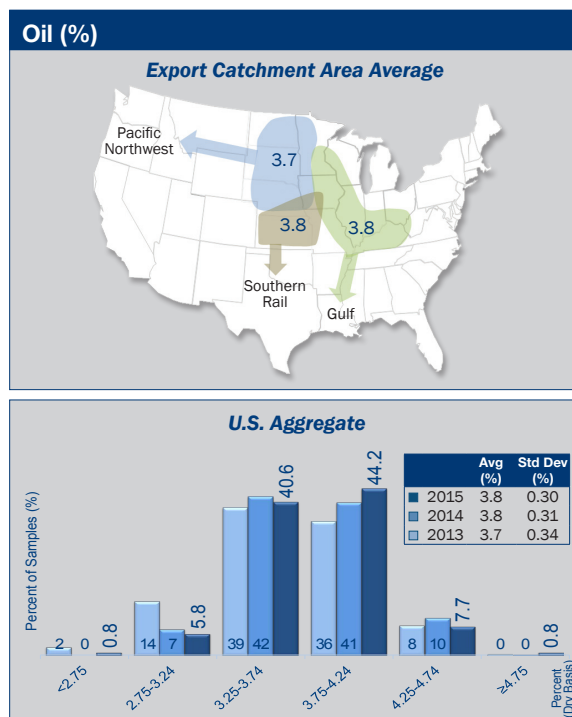 Oil (%)
Export Catchment Area Average
Pacific
Northwest
3.7
3.8
3.8
Southern
Rail
Gulf
U.S. Aggregate
Avg
(%)
Std Dev
(%)
2015 3.8 0.30
2014 3.8 0.31
2013 3.7 0.34
Percent of Samples (%)
2 0 0.8
14 7 5.8
39 42 40.6
36 41 44.2
8 10 7.7
0 0 0.8
<2.75
2.75-3.24
3.25-3.74
3.75-4.24
4.25-4.74
≥4.75
Percent
(Dry Basis)